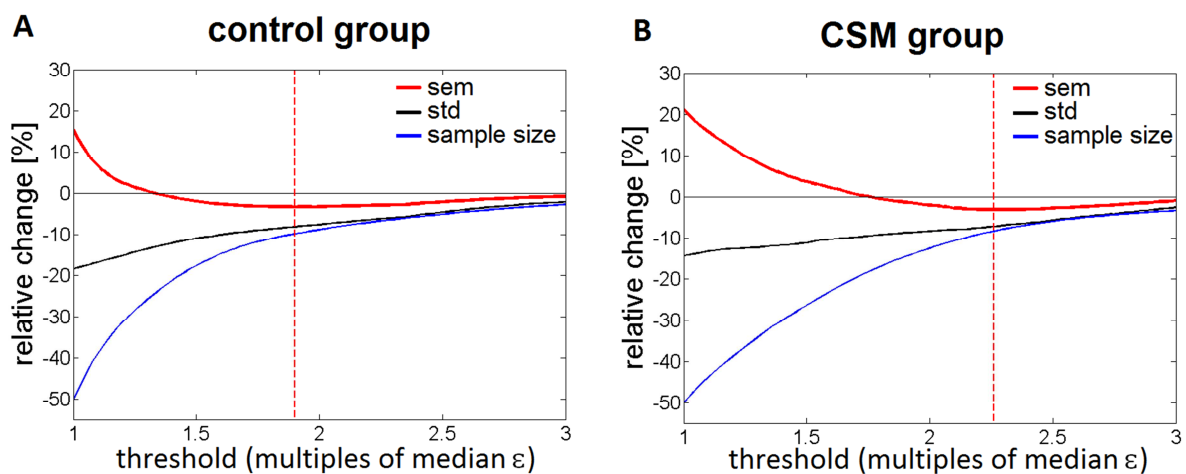 A
control group
relative change [%]
30
20
10
0
-10
-20
-30
-40
-50
sem
std
sample size
1
1.5
2
2.5
3
threshold (multiples of median ε)
B
CSM group
relative change [%]
30
20
10
0
-10
-20
-30
-40
-50
sem
std
sample size
1
1.5
2
2.5
3
threshold (multiples of median ε)